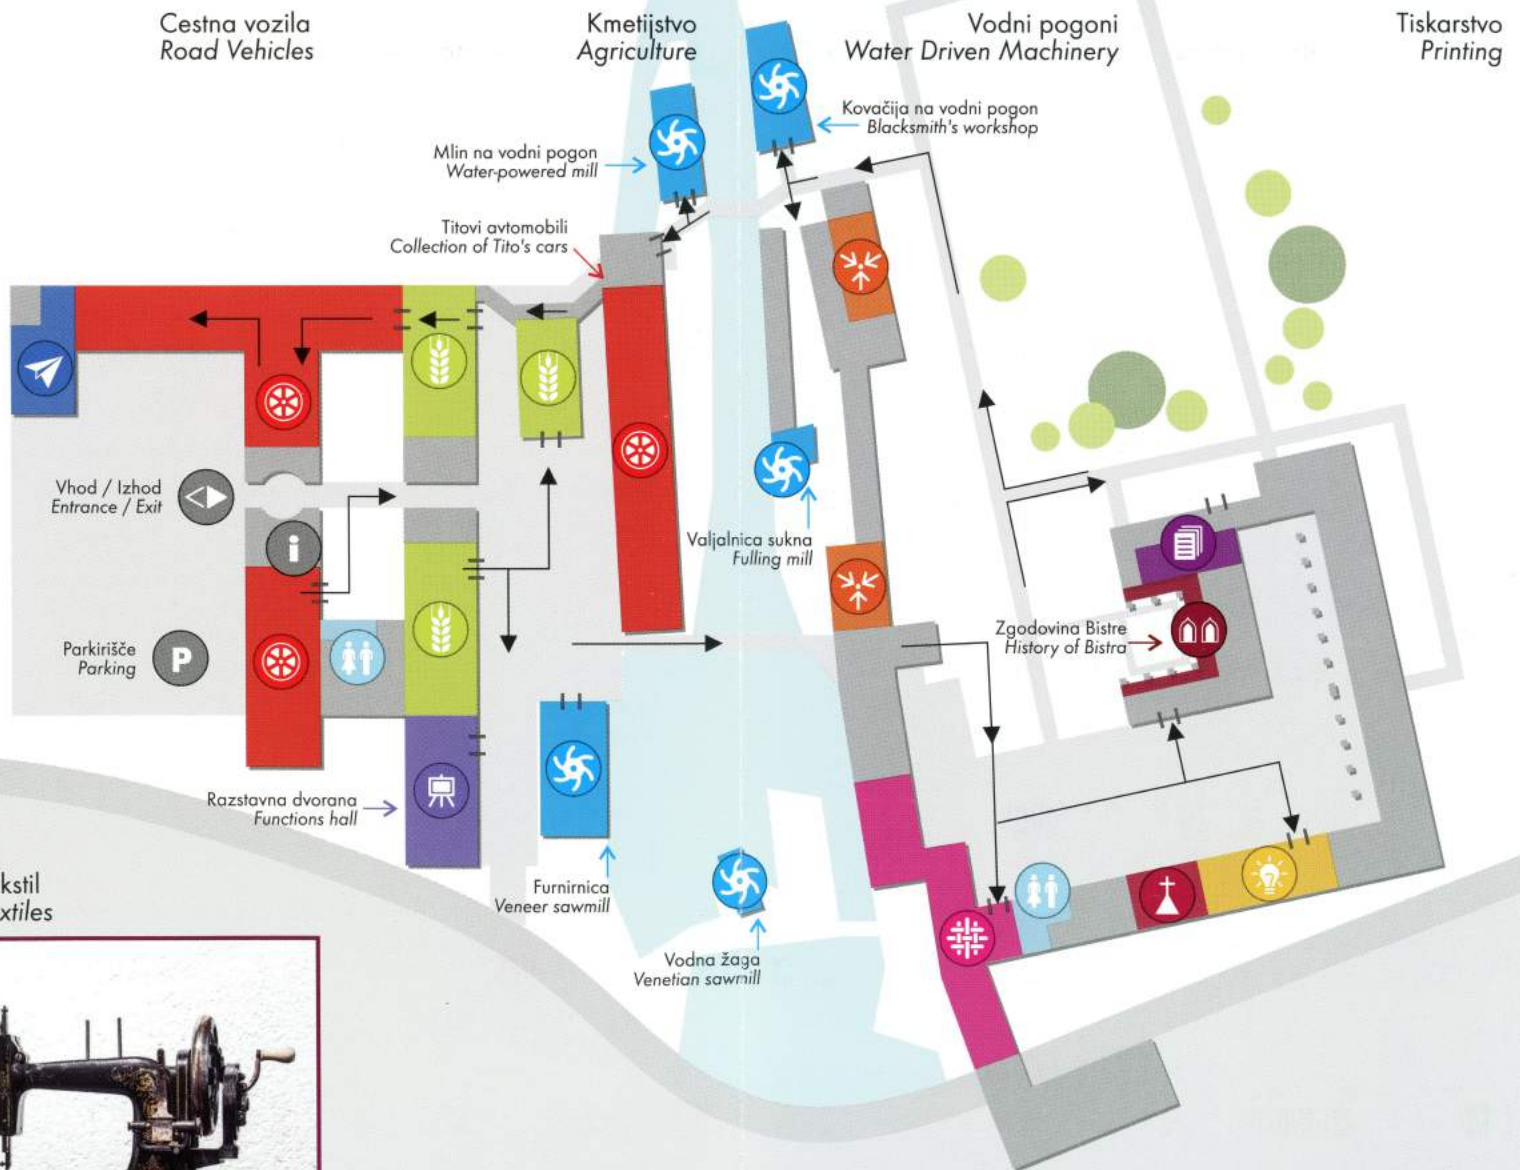 Cestna vozila
Road Vehicles
Kmetijstvo
Agriculture
Vodni pogoni
Water Driven Machinery
Tiskarstvo
Printing
Kovačija na vodni pogon
Blacksmith's workshop
Mlin na vodni pogon
Water-powered mill
Titovi avtomobili
Collection of Tito's cars
Vhod / Izhod
Entrance / Exit
i
Valjalnica sukna
Fulling mill
Parkirišče
Parking
P
Zgodovina Bistre
History of Bistra
Razstavna dvorana
Functions hall
Furnirnica
Veneer sawmill
Vodna žaga
Venetian sawmill
kstil
xtiles